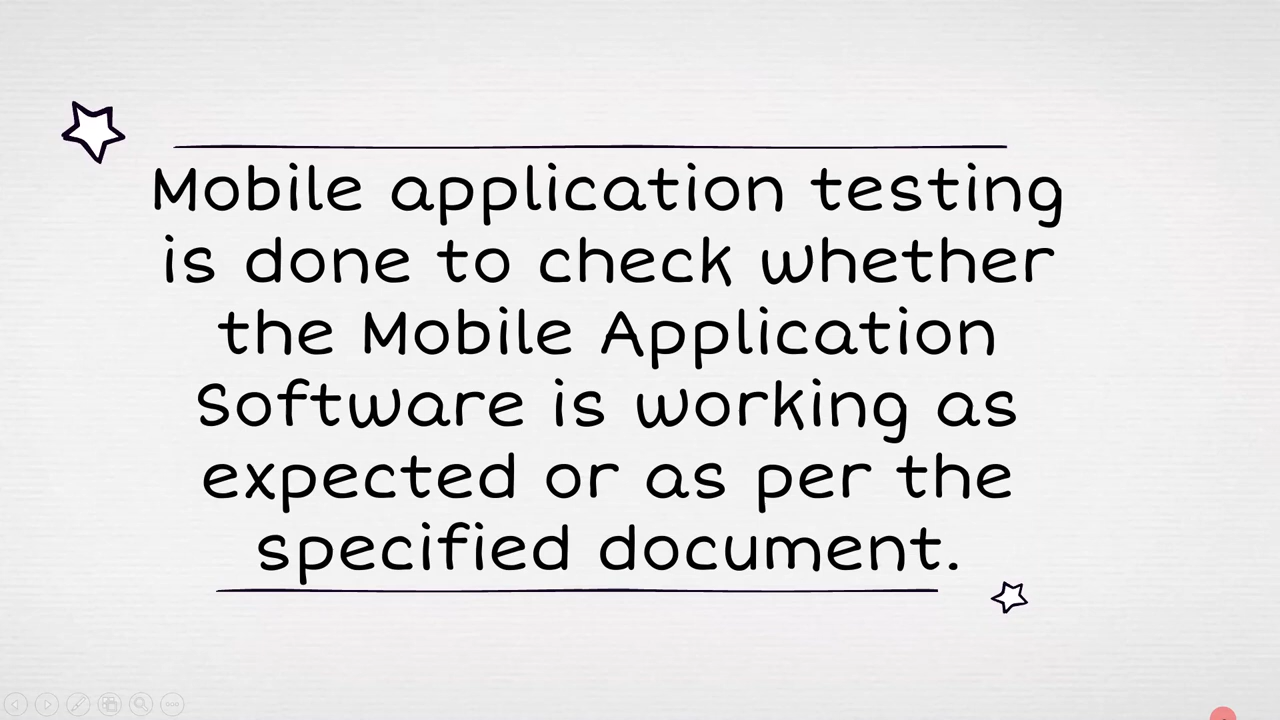 Mobile application testing
is done to check whether
the Mobile Application
Software is working as
expected or as per the
specified document.